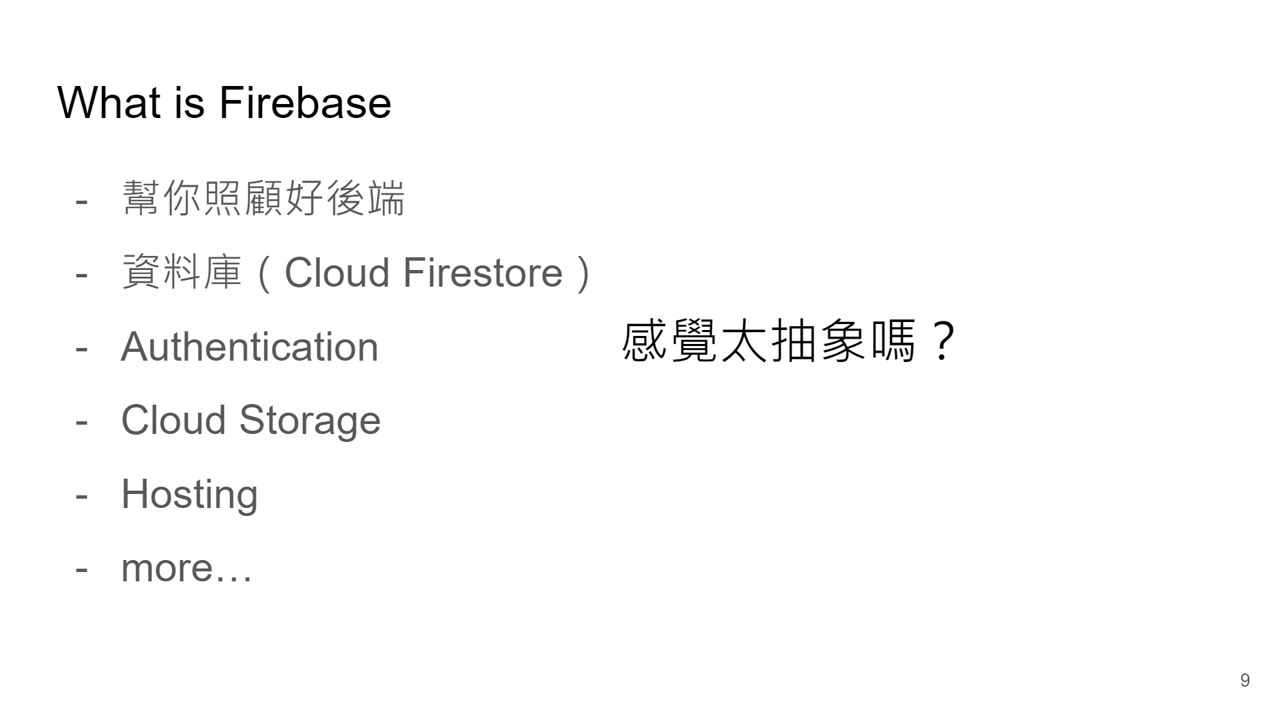 What is Firebase
- 幫你照顧好後端
- 資料庫（Cloud Firestore）
- Authentication
感覺太抽象嗎？
- Cloud Storage
- Hosting
- more…
9